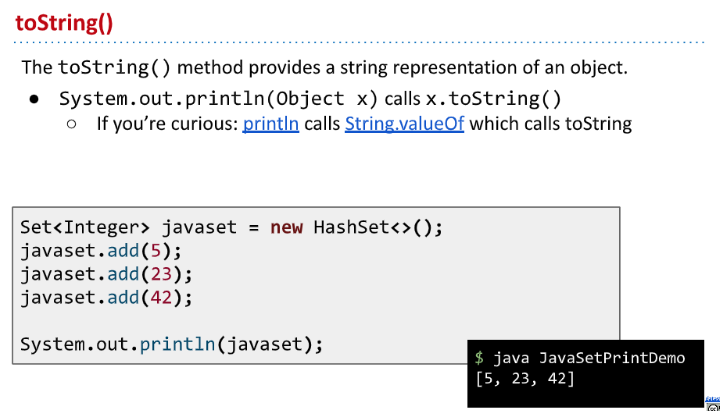 toString()
The toString() method provides a string representation of an object.
● System.out.println(Object x) calls x.toString()
○ If you're curious: println calls String.valueOf which calls toString
Set<Integer> javaset = new HashSet<>();
javaset.add(5);
javaset.add(23);
javaset.add(42);
System.out.println(javaset);
$ java JavaSetPrintDemo
[5, 23, 42]